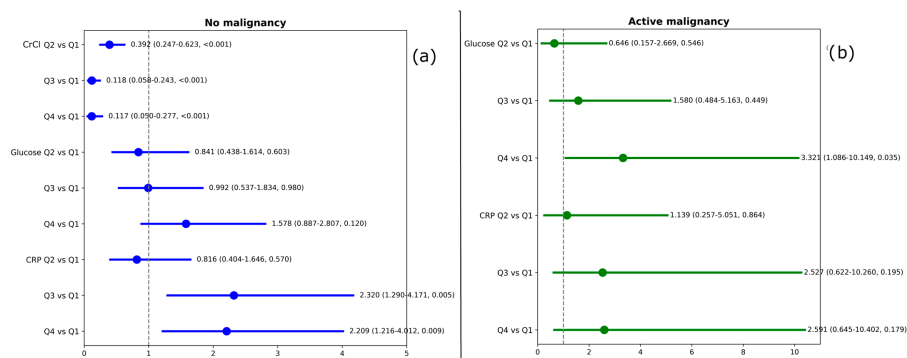 No malignancy
(a)
CrCl Q2 vs Q1 0.392 (0.247-0.623, <0.001)
Q3 vs Q1 0.118 (0.058-0.243, <0.001)
Q4 vs Q1 0.117 (0.050-0.277, <0.001)
Glucose Q2 vs Q1 0.841 (0.438-1.614, 0.603)
Q3 vs Q1 0.992 (0.537-1.834, 0.980)
Q4 vs Q1 1.578 (0.887-2.807, 0.120)
CRP Q2 vs Q1 0.816 (0.404-1.646, 0.570)
Q3 vs Q1 2.320 (1.290-4.171, 0.005)
Q4 vs Q1 2.209 (1.216-4.012, 0.009)
0 1 2 3 4 5
Active malignancy
(b)
Glucose Q2 vs Q1 0.646 (0.157-2.669, 0.546)
Q3 vs Q1 1.580 (0.484-5.163, 0.449)
Q4 vs Q1 3.321 (1.086-10.149, 0.035)
CRP Q2 vs Q1 1.139 (0.257-5.051, 0.864)
Q3 vs Q1 2.527 (0.622-10.260, 0.195)
Q4 vs Q1 2.591 (0.645-10.402, 0.179)
0 2 4 6 8 10